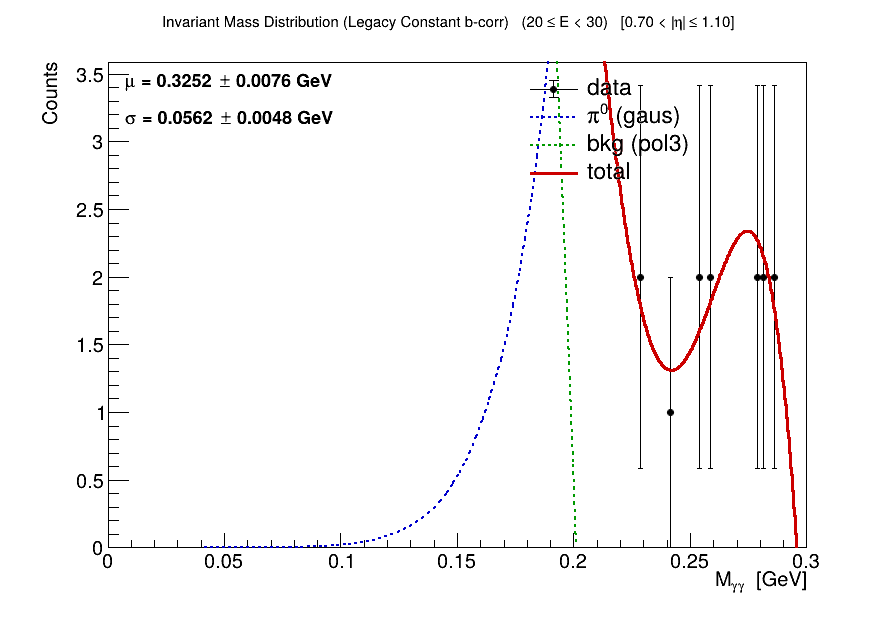 Invariant Mass Distribution (Legacy Constant b-corr) (20 ≤ E < 30) [0.70 < |η| ≤ 1.10]
Counts
μ = 0.3252 ± 0.0076 GeV
σ = 0.0562 ± 0.0048 GeV
data
π⁰ (gaus)
bkg (pol3)
total
3.5
3
2.5
2
1.5
1
0.5
0
0 0.05 0.1 0.15 0.2 0.25 0.3
Mγγ [GeV]